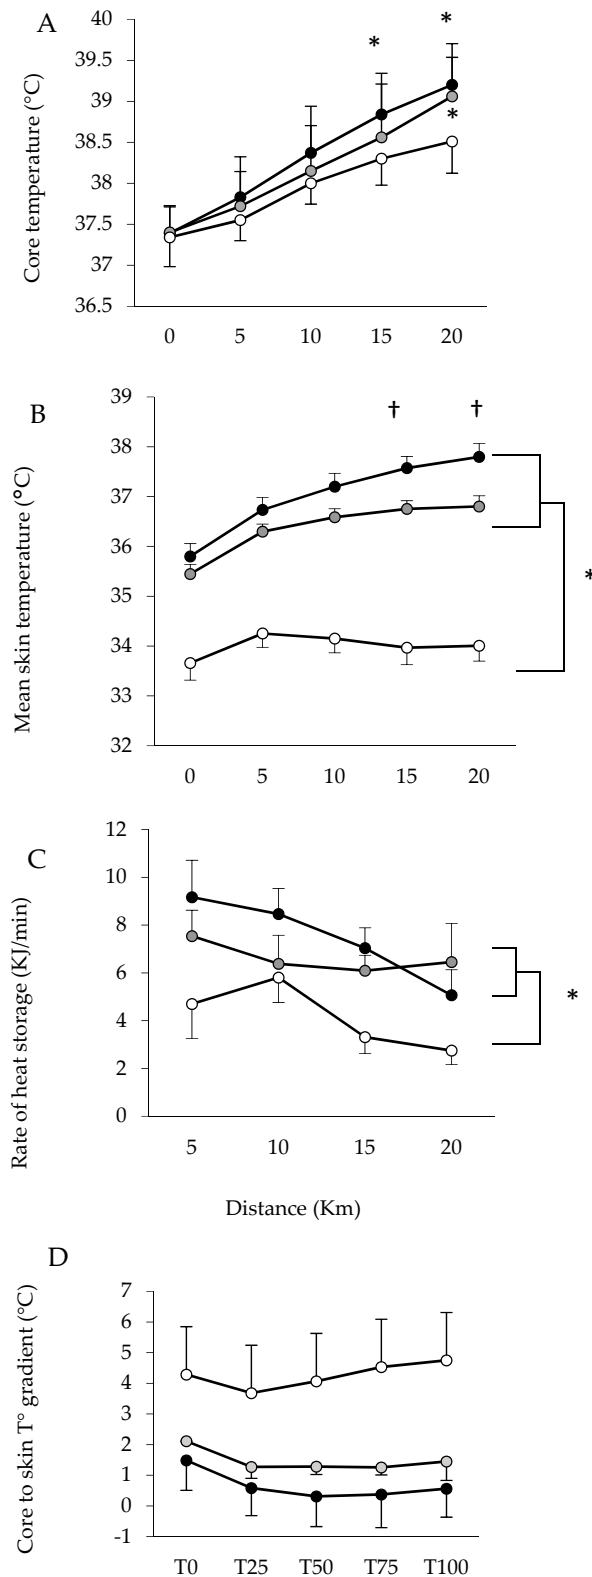 A
Core temperature (°C)
40
39
38.5
38
37.5
37
36.5
*
*
*
0 5 10 15 20
B
Mean skin temperature (°C)
39
38
37
36
35
34
33
32
†
†
*
0 5 10 15 20
C
Rate of heat storage (KJ/min)
12
10
8
6
4
2
0
*
5 10 15 20
Distance (Km)
D
Core to skin T° gradient (°C)
7
6
5
4
3
2
1
0
-1
T0 T25 T50 T75 T100